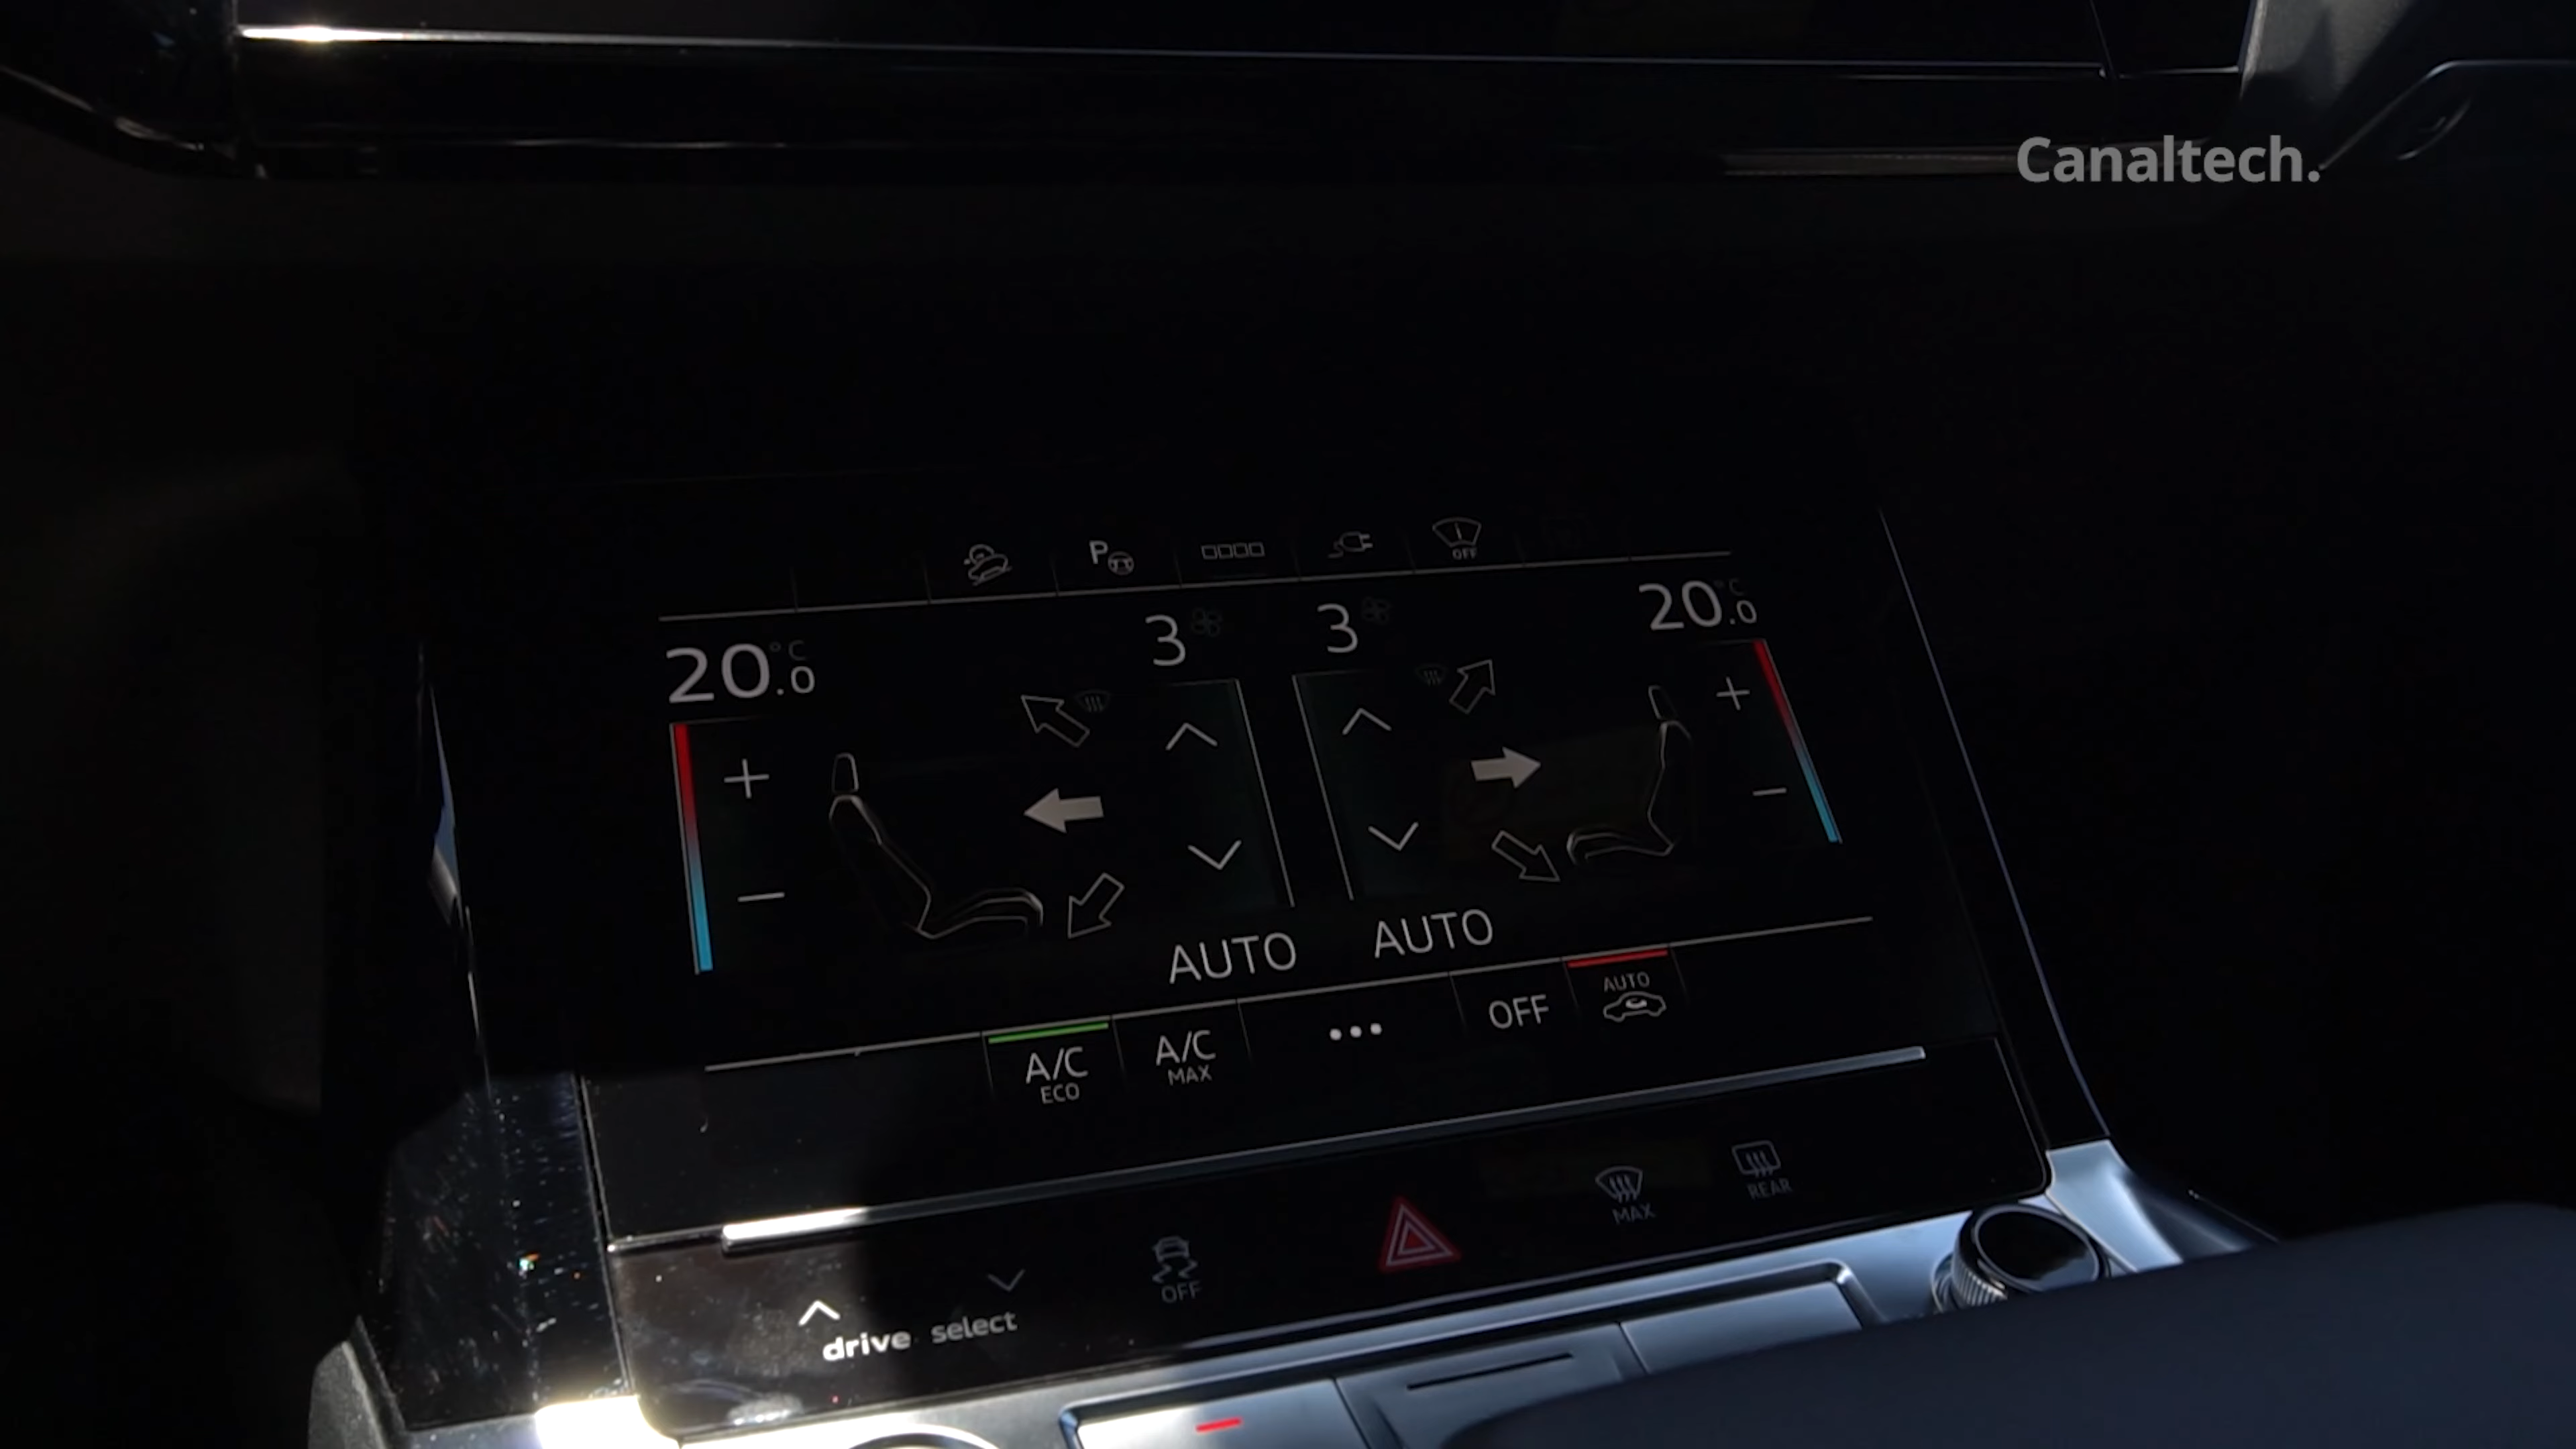 Canaltech.
P
OFF
20.0 °C
3
3
20.0 °C
AUTO
AUTO
A/C
ECO
A/C
MAX
•••
OFF
AUTO
drive select
OFF
MAX
REAR